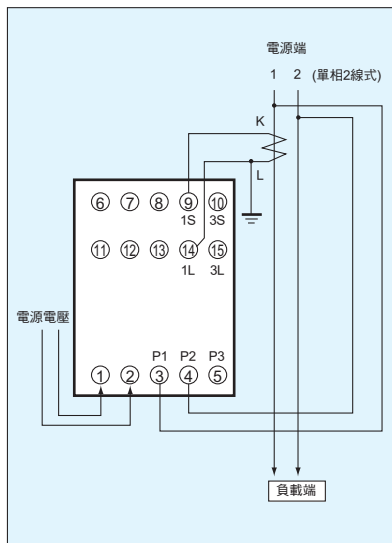 電源端
1 2 (單相2線式)
K
L
⑥ ⑦ ⑧ ⑨ ⑩
1S 3S
⑪ ⑫ ⑬ ⑭ ⑮
1L 3L
電源電壓
P1 P2 P3
① ② ③ ④ ⑤
負載端